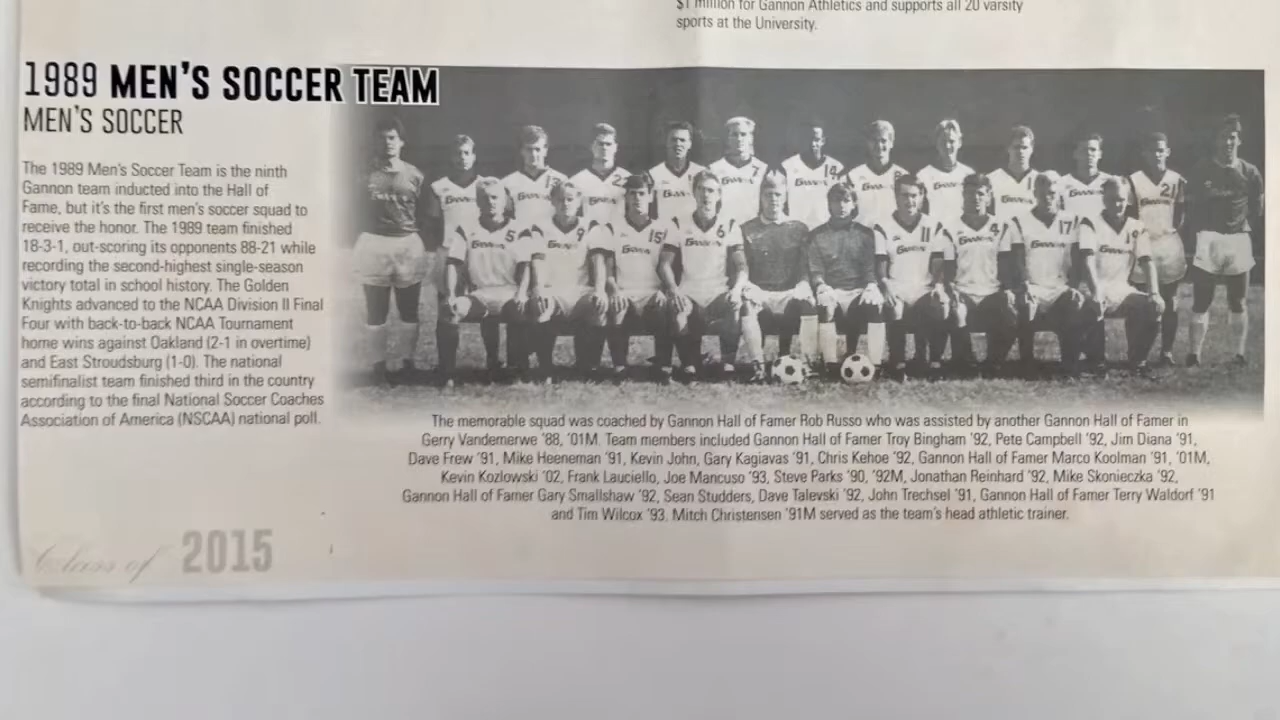 $1 million for Gannon Athletics and supports all 20 varsity
sports at the University.
1989 MEN'S SOCCER TEAM
MEN'S SOCCER
The 1989 Men's Soccer Team is the ninth
Gannon team inducted into the Hall of
Fame, but it's the first men's soccer squad to
receive the honor. The 1989 team finished
18-3-1, out-scoring its opponents 88-21 while
recording the second-highest single-season
victory total in school history. The Golden
Knights advanced to the NCAA Division II Final
Four with back-to-back NCAA Tournament
home wins against Oakland (2-1 in overtime)
and East Stroudsburg (1-0). The national
semifinalist team finished third in the country
according to the final National Soccer Coaches
Association of America (NSCAA) national poll.
The memorable squad was coached by Gannon Hall of Famer Rob Russo who was assisted by another Gannon Hall of Famer in
Gerry Vandemerwe '88, '01M. Team members included Gannon Hall of Famer Troy Bingham '92, Pete Campbell '92, Jim Diana '91,
Dave Frew '91, Mike Heeneman '91, Kevin John, Gary Kagiavas '91, Chris Kehoe '92, Gannon Hall of Famer Marco Koolman '91, '01M,
Kevin Kozlowski '02, Frank Lauciello, Joe Mancuso '93, Steve Parks '90, '92M, Jonathan Reinhard '92, Mike Skonieczka '92,
Gannon Hall of Famer Gary Smallshaw '92, Sean Studders, Dave Talevski '92, John Trechsel '91, Gannon Hall of Famer Terry Waldorf '91
and Tim Wilcox '93. Mitch Christensen '91M served as the team's head athletic trainer.
Class of 2015